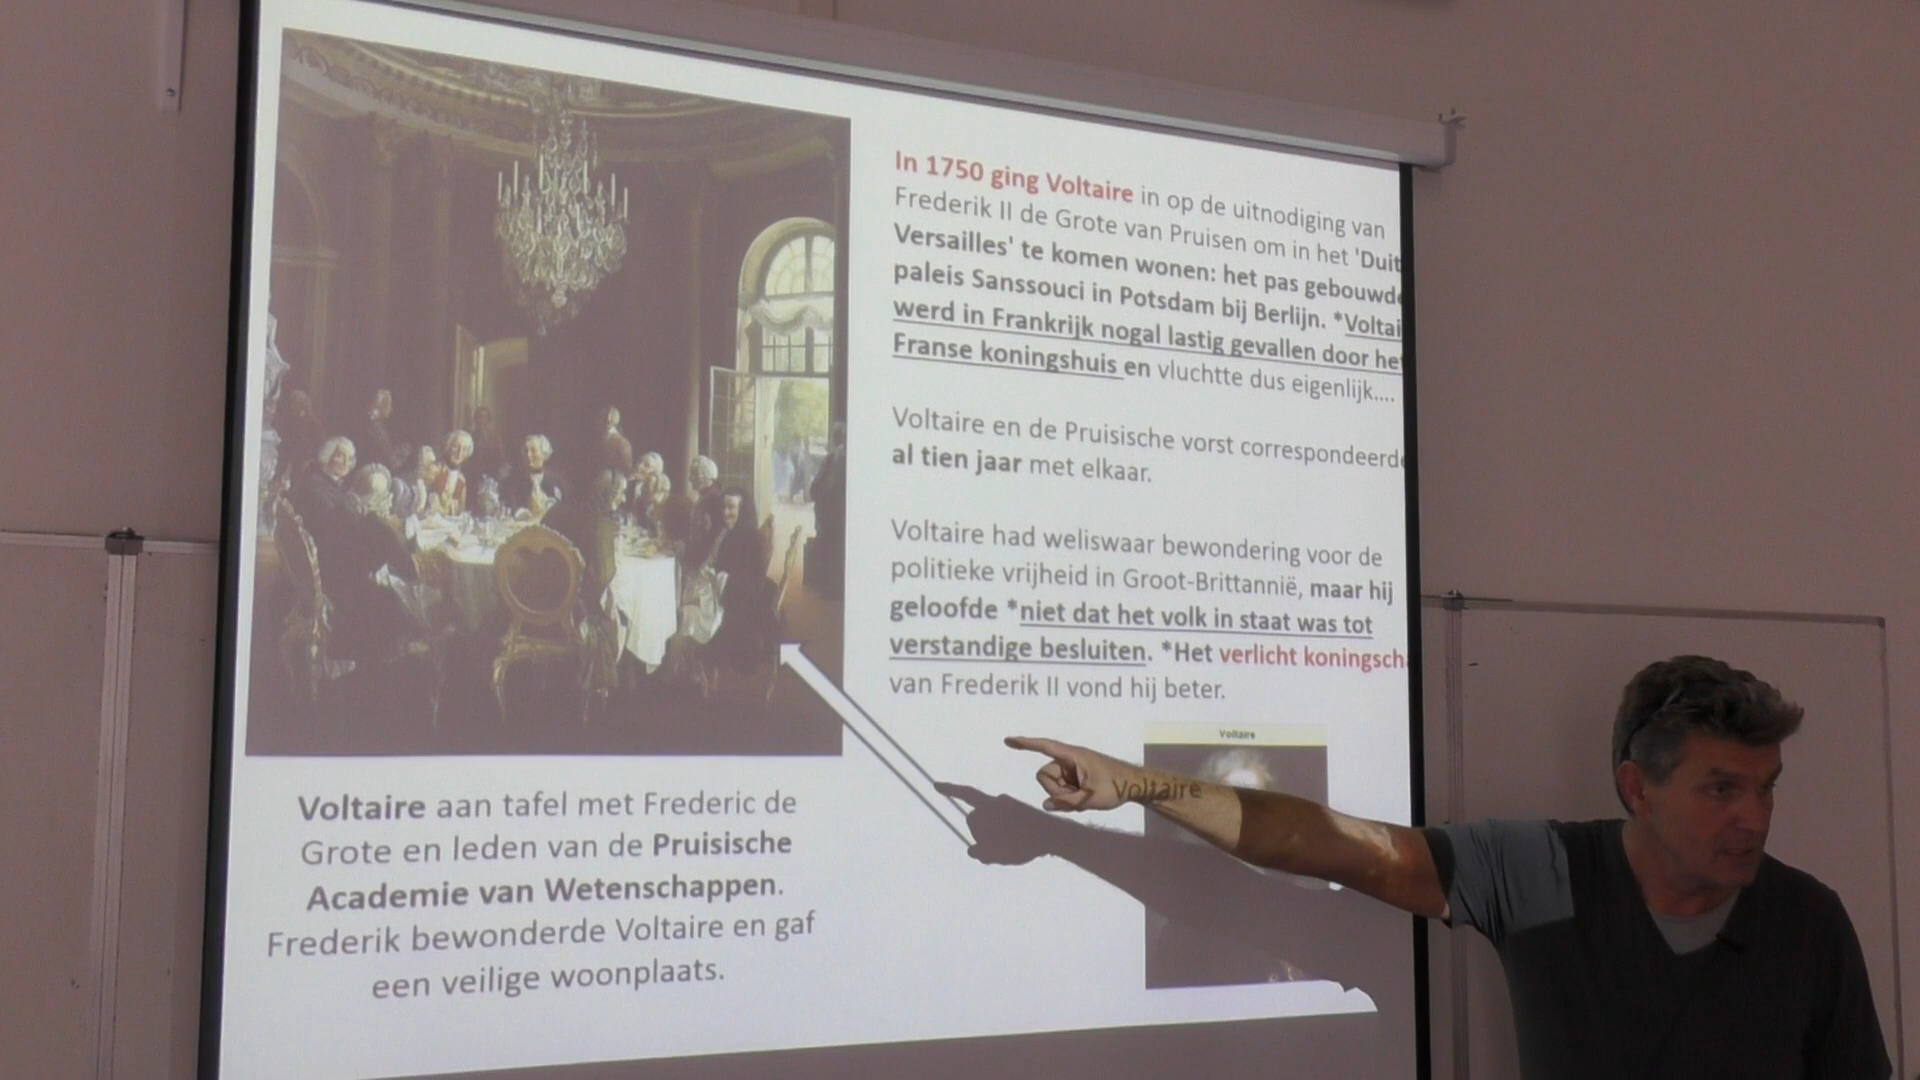 In 1750 ging Voltaire in op de uitnodiging van
Frederik II de Grote van Pruisen om in het 'Duit
Versailles' te komen wonen: het pas gebouwde
paleis Sanssouci in Potsdam bij Berlijn. *Voltai
werd in Frankrijk nogal lastig gevallen door het
Franse koningshuis en vluchtte dus eigenlijk....
Voltaire en de Pruisische vorst correspondeerde
al tien jaar met elkaar.
Voltaire had weliswaar bewondering voor de
politieke vrijheid in Groot-Brittannië, maar hij
geloofde *niet dat het volk in staat was tot
verstandige besluiten. *Het verlicht koningsch
van Frederik II vond hij beter.
Voltaire
Voltaire
Voltaire aan tafel met Frederic de
Grote en leden van de Pruisische
Academie van Wetenschappen.
Frederik bewonderde Voltaire en gaf
een veilige woonplaats.